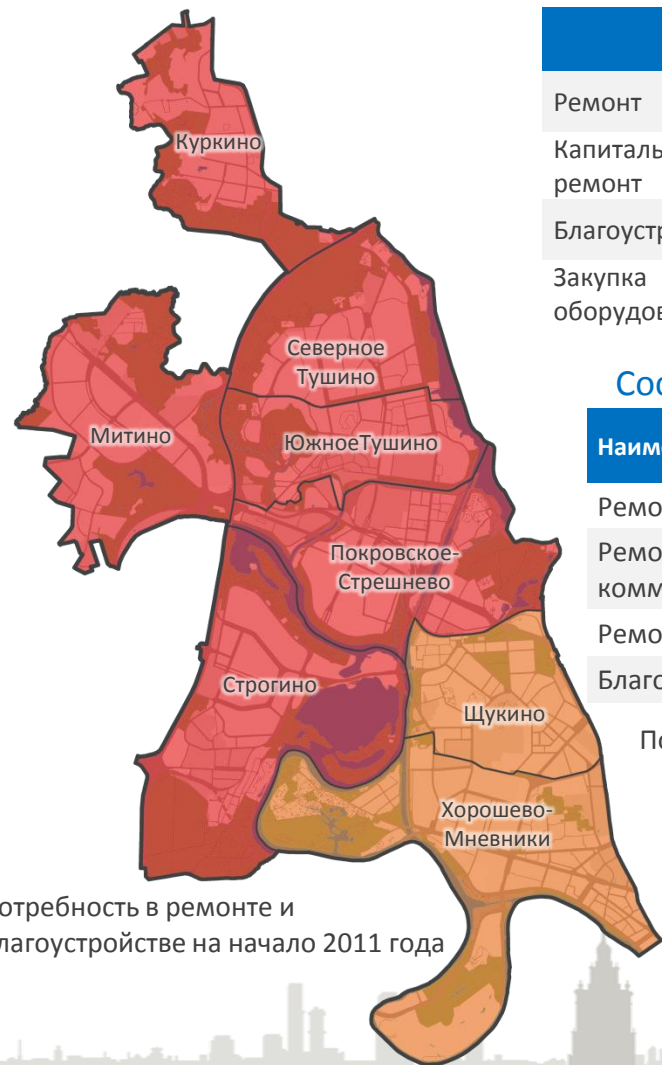 Куркино
Северное
Тушино
Митино
ЮжноеТушино
Покровское-
Стрешнево
Строгино
Щукино
Хорошево-
Мневники
отребность в ремонте и
лагоустройстве на начало 2011 года
Ремонт
Капиталь
ремонт
Благоустр
Закупка
оборудов
Соо
Наим
Ремо
Ремо
комм
Ремо
Благо
По